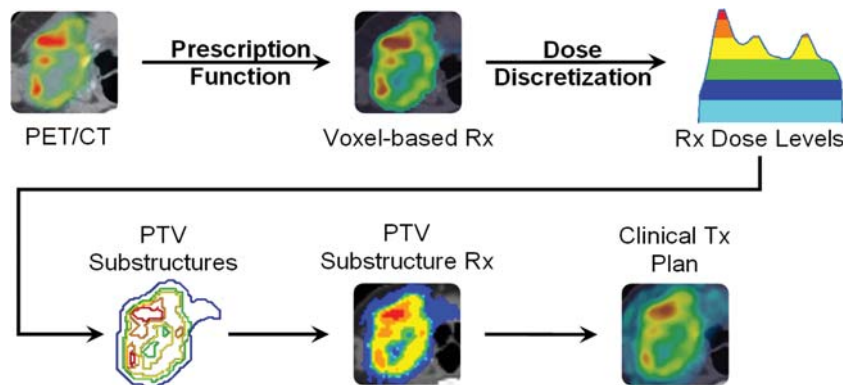 Prescription
Function
Dose
Discretization
PET/CT
Voxel-based Rx
Rx Dose Levels
PTV
Substructures
PTV
Substructure Rx
Clinical Tx
Plan